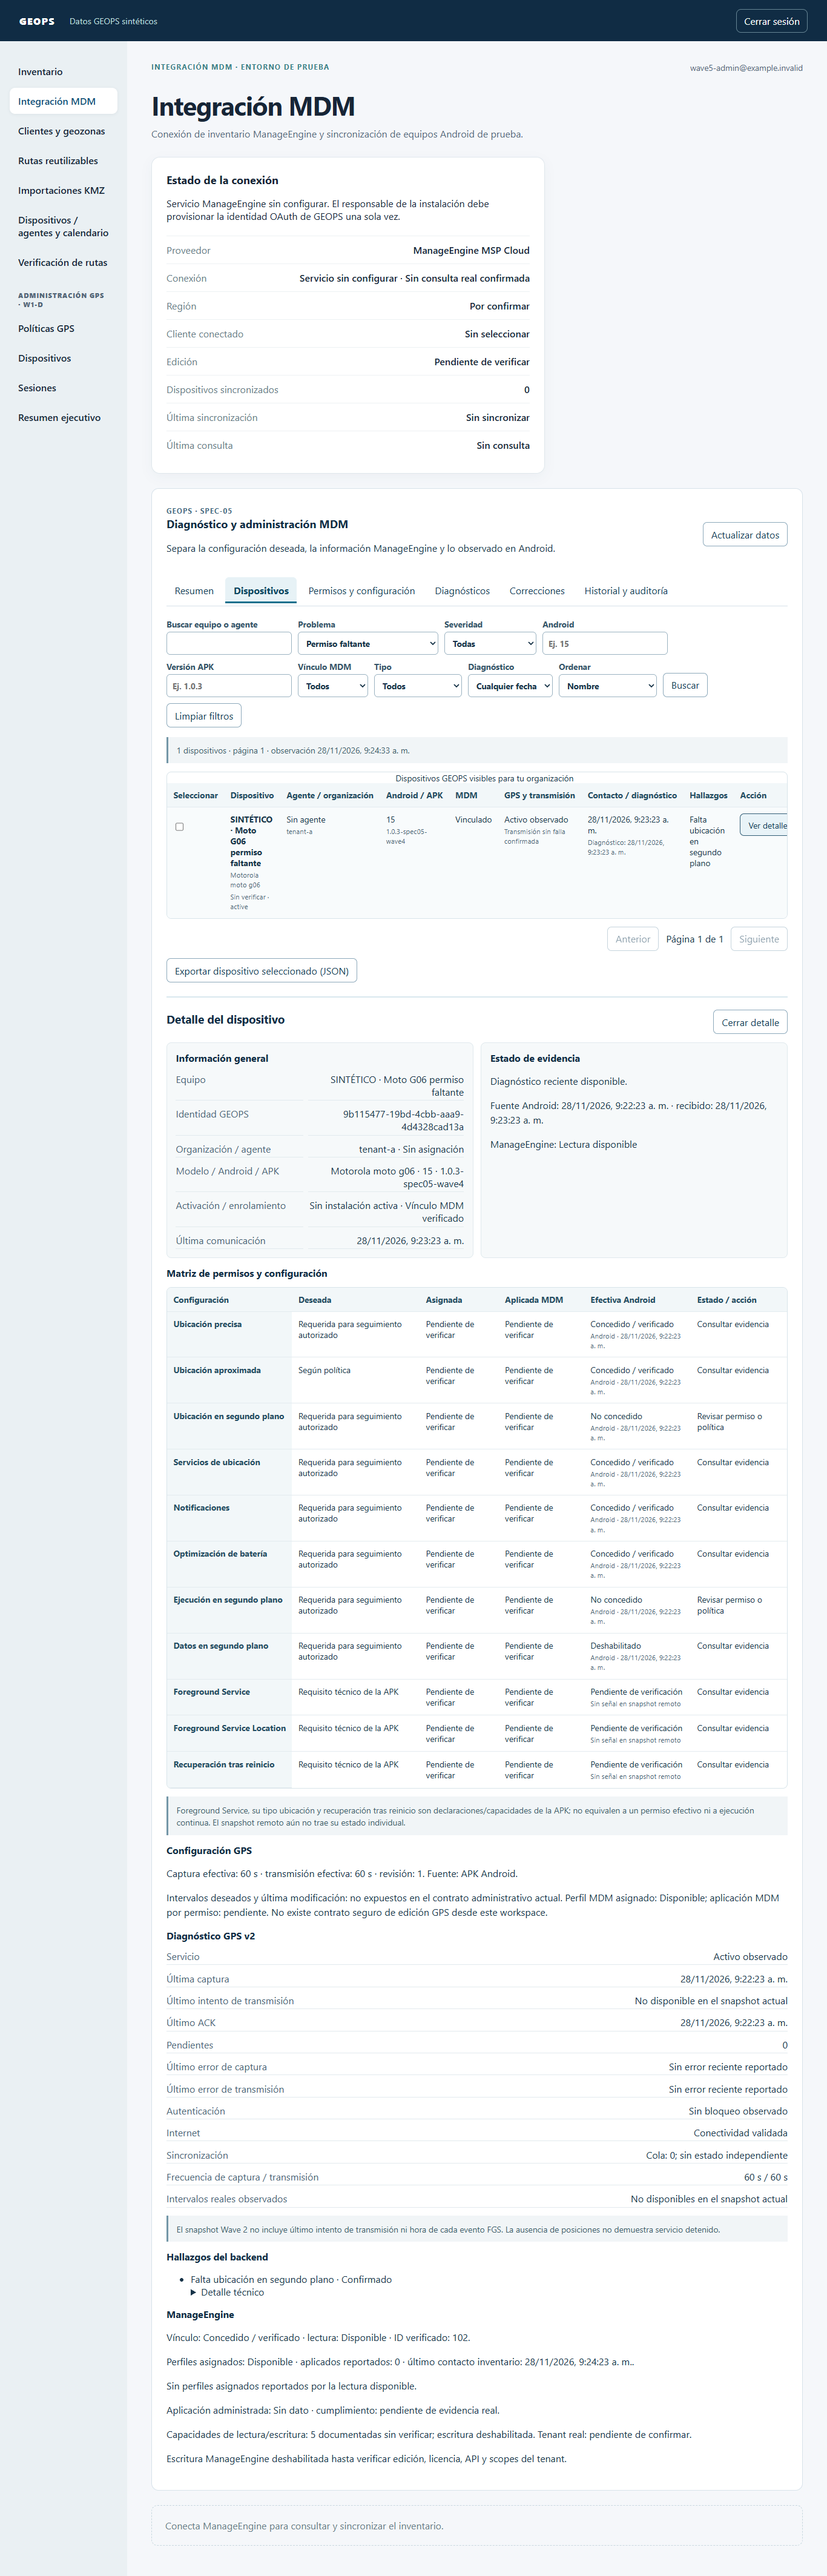 GEOPS
Datos GEOPS sintéticos
Cerrar sesión
Inventario
Integración MDM
Clientes y geozonas
Rutas reutilizables
Importaciones KMZ
Dispositivos /
agentes y calendario
Verificación de rutas
ADMINISTRACIÓN GPS
· W1-D
Políticas GPS
Dispositivos
Sesiones
Resumen ejecutivo
INTEGRACIÓN MDM · ENTORNO DE PRUEBA
wave5-admin@example.invalid
Integración MDM
Conexión de inventario ManageEngine y sincronización de equipos Android de prueba.
Estado de la conexión
Servicio ManageEngine sin configurar. El responsable de la instalación debe
provisionar la identidad OAuth de GEOPS una sola vez.
Proveedor ManageEngine MSP Cloud
Conexión Servicio sin configurar · Sin consulta real confirmada
Región Por confirmar
Cliente conectado Sin seleccionar
Edición Pendiente de verificar
Dispositivos sincronizados 0
Última sincronización Sin sincronizar
Última consulta Sin consulta
GEOPS · SPEC-05
Diagnóstico y administración MDM
Separa la configuración deseada, la información ManageEngine y lo observado en Android.
Actualizar datos
Resumen Dispositivos Permisos y configuración Diagnósticos Correcciones Historial y auditoría
Buscar equipo o agente Problema Severidad Android
Permiso faltante Todas Ej. 15
Versión APK Vínculo MDM Tipo Diagnóstico Ordenar
Ej. 1.0.3 Todos Todos Cualquier fecha Nombre Buscar
Limpiar filtros
1 dispositivos · página 1 · observación 28/11/2026, 9:24:33 a. m.
Dispositivos GEOPS visibles para tu organización
Seleccionar Dispositivo Agente / organización Android / APK MDM GPS y transmisión Contacto / diagnóstico Hallazgos Acción
SINTÉTICO
· Moto
G06
permiso
faltante
Motorola
moto g06
Sin verificar ·
active
Sin agente
tenant-a
15
1.0.3-spec05-
wave4
Vinculado
Activo observado
Transmisión sin falla
confirmada
28/11/2026, 9:23:23 a.
m.
Diagnóstico: 28/11/2026,
9:23:23 a. m.
Falta
ubicación
en
segundo
plano
Ver detalle
Anterior Página 1 de 1 Siguiente
Exportar dispositivo seleccionado (JSON)
Detalle del dispositivo
Cerrar detalle
Información general
Equipo SINTÉTICO · Moto G06 permiso
faltante
Identidad GEOPS 9b115477-19bd-4cbb-aaa9-
4d4328cad13a
Organización / agente tenant-a · Sin asignación
Modelo / Android / APK Motorola moto g06 · 15 · 1.0.3-
spec05-wave4
Activación / enrolamiento Sin instalación activa · Vínculo MDM
verificado
Última comunicación 28/11/2026, 9:23:23 a. m.
Estado de evidencia
Diagnóstico reciente disponible.
Fuente Android: 28/11/2026, 9:22:23 a. m. · recibido: 28/11/2026,
9:23:23 a. m.
ManageEngine: Lectura disponible
Matriz de permisos y configuración
Configuración Deseada Asignada Aplicada MDM Efectiva Android Estado / acción
Ubicación precisa Requerida para seguimiento autorizado Pendiente de verificar Pendiente de verificar Concedido / verificado Android · 28/11/2026, 9:22:23 a. m. Consultar evidencia
Ubicación aproximada Según política Pendiente de verificar Pendiente de verificar Concedido / verificado Android · 28/11/2026, 9:22:23 a. m. Consultar evidencia
Ubicación en segundo plano Requerida para seguimiento autorizado Pendiente de verificar Pendiente de verificar No concedido Android · 28/11/2026, 9:22:23 a. m. Revisar permiso o política
Servicios de ubicación Requerida para seguimiento autorizado Pendiente de verificar Pendiente de verificar Concedido / verificado Android · 28/11/2026, 9:22:23 a. m. Consultar evidencia
Notificaciones Requerida para seguimiento autorizado Pendiente de verificar Pendiente de verificar Concedido / verificado Android · 28/11/2026, 9:22:23 a. m. Consultar evidencia
Optimización de batería Requerida para seguimiento autorizado Pendiente de verificar Pendiente de verificar Concedido / verificado Android · 28/11/2026, 9:22:23 a. m. Consultar evidencia
Ejecución en segundo plano Requerida para seguimiento autorizado Pendiente de verificar Pendiente de verificar No concedido Android · 28/11/2026, 9:22:23 a. m. Revisar permiso o política
Datos en segundo plano Requerida para seguimiento autorizado Pendiente de verificar Pendiente de verificar Deshabilitado Android · 28/11/2026, 9:22:23 a. m. Consultar evidencia
Foreground Service Requisito técnico de la APK Pendiente de verificar Pendiente de verificar Pendiente de verificación Sin señal en snapshot remoto Consultar evidencia
Foreground Service Location Requisito técnico de la APK Pendiente de verificar Pendiente de verificar Pendiente de verificación Sin señal en snapshot remoto Consultar evidencia
Recuperación tras reinicio Requisito técnico de la APK Pendiente de verificar Pendiente de verificar Pendiente de verificación Sin señal en snapshot remoto Consultar evidencia
Foreground Service, su tipo ubicación y recuperación tras reinicio son declaraciones/capacidades de la APK; no equivalen a un permiso efectivo ni a ejecución
continua. El snapshot remoto aún no trae su estado individual.
Configuración GPS
Captura efectiva: 60 s · transmisión efectiva: 60 s · revisión: 1. Fuente: APK Android.
Intervalos deseados y última modificación: no expuestos en el contrato administrativo actual. Perfil MDM asignado: Disponible; aplicación MDM
por permiso: pendiente. No existe contrato seguro de edición GPS desde este workspace.
Diagnóstico GPS v2
Servicio Activo observado
Última captura 28/11/2026, 9:22:23 a. m.
Último intento de transmisión No disponible en el snapshot actual
Último ACK 28/11/2026, 9:22:23 a. m.
Pendientes 0
Último error de captura Sin error reciente reportado
Último error de transmisión Sin error reciente reportado
Autenticación Sin bloqueo observado
Internet Conectividad validada
Sincronización Cola: 0; sin estado independiente
Frecuencia de captura / transmisión 60 s / 60 s
Intervalos reales observados No disponibles en el snapshot actual
El snapshot Wave 2 no incluye último intento de transmisión ni hora de cada evento FGS. La ausencia de posiciones no demuestra servicio detenido.
Hallazgos del backend
• Falta ubicación en segundo plano · Confirmado
▶ Detalle técnico
ManageEngine
Vínculo: Concedido / verificado · lectura: Disponible · ID verificado: 102.
Perfiles asignados: Disponible · aplicados reportados: 0 · último contacto inventario: 28/11/2026, 9:24:23 a. m..
Sin perfiles asignados reportados por la lectura disponible.
Aplicación administrada: Sin dato · cumplimiento: pendiente de evidencia real.
Capacidades de lectura/escritura: 5 documentadas sin verificar; escritura deshabilitada. Tenant real: pendiente de confirmar.
Escritura ManageEngine deshabilitada hasta verificar edición, licencia, API y scopes del tenant.
Conecta ManageEngine para consultar y sincronizar el inventario.